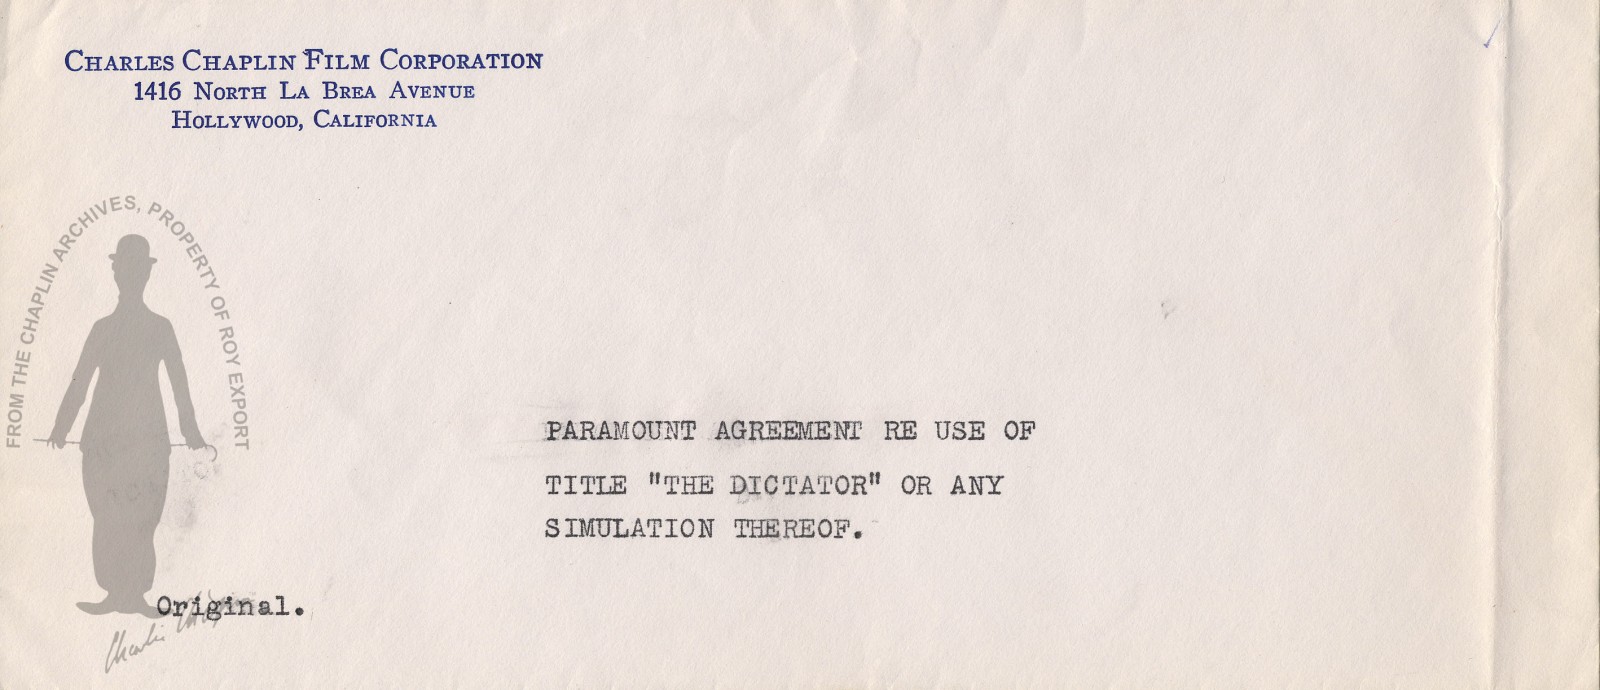 Charles Chaplin Film Corporation
1416 North La Brea Avenue
Hollywood, California
FROM THE CHAPLIN ARCHIVES, PROPERTY OF ROY EXPORT
PARAMOUNT AGREEMENT RE USE OF
TITLE "THE DICTATOR" OR ANY
SIMULATION THEREOF.
Original.
Charlie